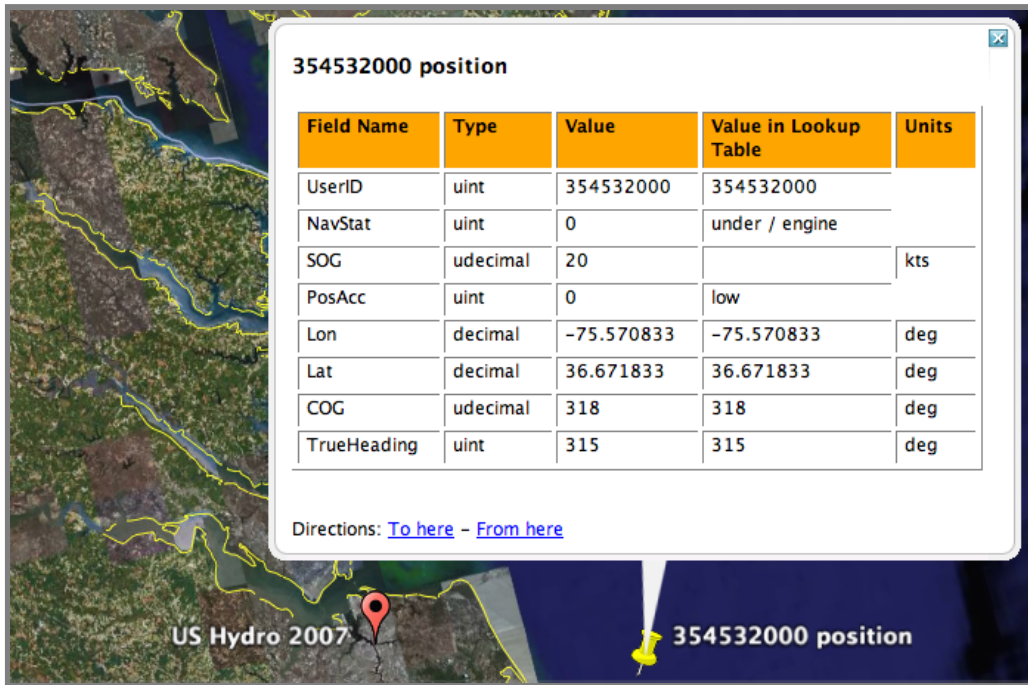 354532000 position
Field Name Type Value Value in Lookup Table Units
UserID uint 354532000 354532000
NavStat uint 0 under / engine
SOG udecimal 20 kts
PosAcc uint 0 low
Lon decimal −75.570833 −75.570833 deg
Lat decimal 36.671833 36.671833 deg
COG udecimal 318 318 deg
TrueHeading uint 315 315 deg
Directions: To here – From here
US Hydro 2007 354532000 position